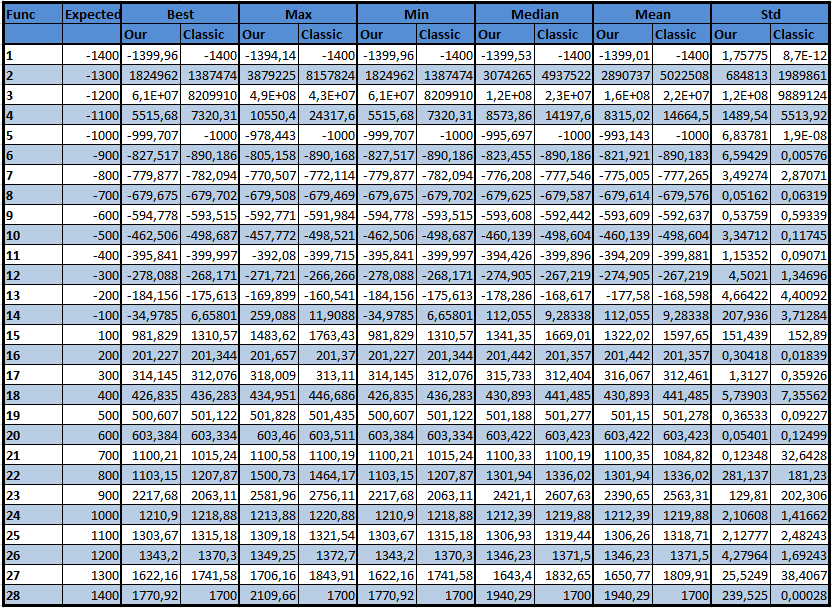 Func Expected Best Max Min Median Mean Std
Our Classic Our Classic Our Classic Our Classic Our Classic Our Classic
1 -1400 -1399,96 -1400 -1394,14 -1400 -1399,96 -1400 -1399,53 -1400 -1399,01 -1400 1,75775 8,7E-12
2 -1300 1824962 1387474 3879225 8157824 1824962 1387474 3074265 4937522 2890737 5022508 684813 1989861
3 -1200 6,1E+07 8209910 4,9E+08 4,3E+07 6,1E+07 8209910 1,2E+08 2,3E+07 1,6E+08 2,2E+07 1,2E+08 9889124
4 -1100 5515,68 7320,31 10550,4 24317,6 5515,68 7320,31 8573,86 14197,6 8315,02 14664,5 1489,54 5513,92
5 -1000 -999,707 -1000 -978,443 -1000 -999,707 -1000 -995,697 -1000 -993,143 -1000 6,83781 1,9E-08
6 -900 -827,517 -890,186 -805,158 -890,168 -827,517 -890,186 -823,455 -890,186 -821,921 -890,183 6,59429 0,00576
7 -800 -779,877 -782,094 -770,507 -772,114 -779,877 -782,094 -776,208 -777,546 -775,005 -777,265 3,49274 2,87071
8 -700 -679,675 -679,702 -679,508 -679,469 -679,675 -679,702 -679,625 -679,587 -679,614 -679,576 0,05162 0,06319
9 -600 -594,778 -593,515 -592,771 -591,984 -594,778 -593,515 -593,608 -592,442 -593,609 -592,637 0,53759 0,59339
10 -500 -462,506 -498,687 -457,772 -498,521 -462,506 -498,687 -460,139 -498,604 -460,139 -498,604 3,34712 0,11745
11 -400 -395,841 -399,997 -392,08 -399,715 -395,841 -399,997 -394,426 -399,896 -394,209 -399,881 1,15352 0,09071
12 -300 -278,088 -268,171 -271,721 -266,266 -278,088 -268,171 -274,905 -267,219 -274,905 -267,219 4,5021 1,34696
13 -200 -184,156 -175,613 -169,899 -160,541 -184,156 -175,613 -178,286 -168,617 -177,58 -168,598 4,66422 4,40092
14 -100 -34,9785 6,65801 259,088 11,9088 -34,9785 6,65801 112,055 9,28338 112,055 9,28338 207,936 3,71284
15 100 981,829 1310,57 1483,62 1763,43 981,829 1310,57 1341,35 1669,01 1322,02 1597,65 151,439 152,89
16 200 201,227 201,344 201,657 201,37 201,227 201,344 201,442 201,357 201,442 201,357 0,30418 0,01839
17 300 314,145 312,076 318,009 313,11 314,145 312,076 315,733 312,404 316,067 312,461 1,3127 0,35926
18 400 426,835 436,283 434,951 446,686 426,835 436,283 430,893 441,485 430,893 441,485 5,73903 7,35562
19 500 500,607 501,122 501,828 501,435 500,607 501,122 501,188 501,277 501,15 501,278 0,36533 0,09227
20 600 603,384 603,334 603,46 603,511 603,384 603,334 603,422 603,423 603,422 603,423 0,05401 0,12499
21 700 1100,21 1015,24 1100,58 1100,19 1100,21 1015,24 1100,33 1100,19 1100,35 1084,82 0,12348 32,6428
22 800 1103,15 1207,87 1500,73 1464,17 1103,15 1207,87 1301,94 1336,02 1301,94 1336,02 281,137 181,23
23 900 2217,68 2063,11 2581,96 2756,11 2217,68 2063,11 2421,1 2607,63 2390,65 2563,31 129,81 202,306
24 1000 1210,9 1218,88 1213,88 1220,88 1210,9 1218,88 1212,39 1219,88 1212,39 1219,88 2,10608 1,41662
25 1100 1303,67 1315,18 1309,18 1321,54 1303,67 1315,18 1306,93 1319,44 1306,26 1318,71 2,12777 2,48243
26 1200 1343,2 1370,3 1349,25 1372,7 1343,2 1370,3 1346,23 1371,5 1346,23 1371,5 4,27964 1,69243
27 1300 1622,16 1741,58 1706,16 1843,91 1622,16 1741,58 1643,4 1832,65 1650,77 1809,91 25,5249 38,4067
28 1400 1770,92 1700 2109,66 1700 1770,92 1700 1940,29 1700 1940,29 1700 239,525 0,00028